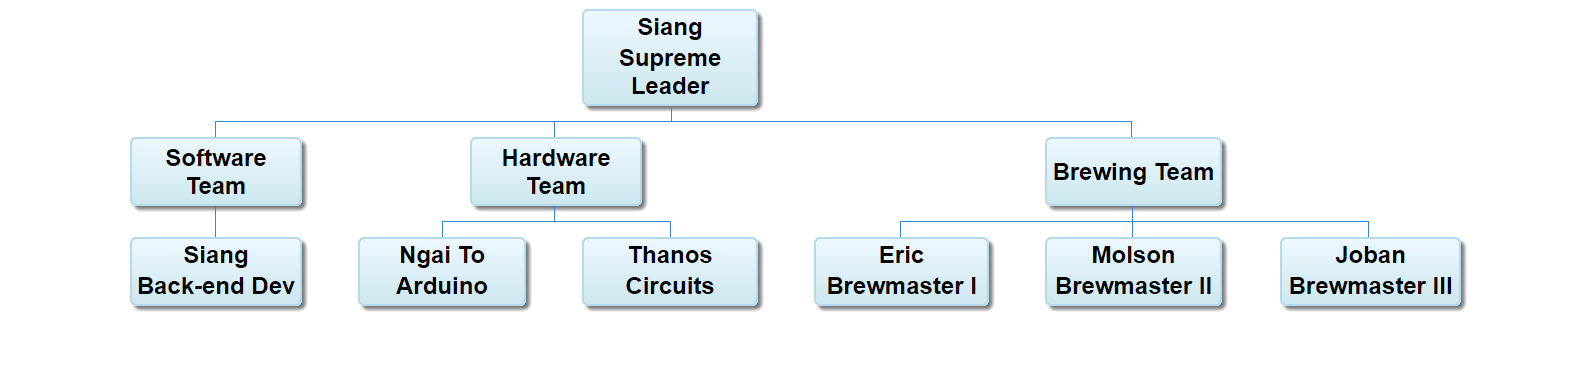 Siang
Supreme
Leader
Software
Team
Hardware
Team
Brewing Team
Siang
Back-end Dev
Ngai To
Arduino
Thanos
Circuits
Eric
Brewmaster I
Molson
Brewmaster II
Joban
Brewmaster III